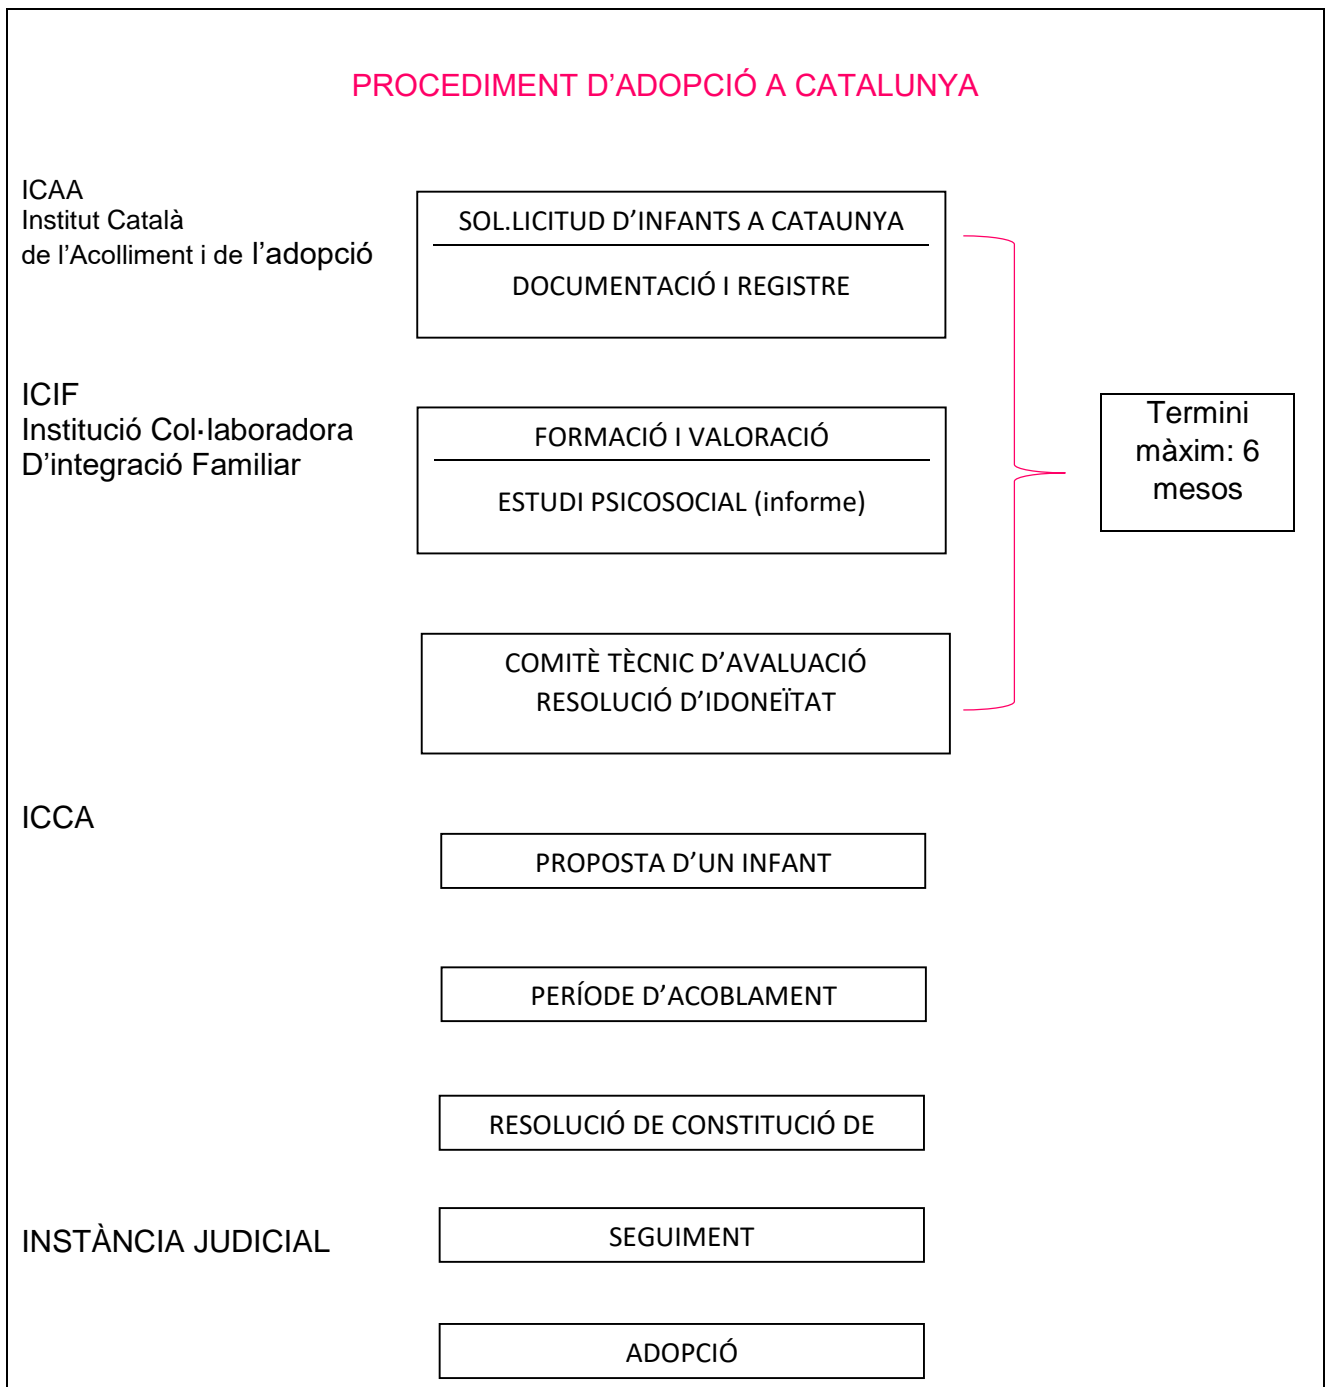 PROCEDIMENT D’ADOPCIÓ A CATALUNYA
ICAA
Institut Català
de l’Acolliment i de l’adopció
SOL.LICITUD D’INFANTS A CATAUNYA
DOCUMENTACIÓ I REGISTRE
ICIF
Institució Col·laboradora
D’integració Familiar
FORMACIÓ I VALORACIÓ
ESTUDI PSICOSOCIAL (informe)
Termini
màxim: 6
mesos
COMITÈ TÈCNIC D’AVALUACIÓ
RESOLUCIÓ D’IDONEÏTAT
ICCA
PROPOSTA D’UN INFANT
PERÍODE D’ACOBLAMENT
RESOLUCIÓ DE CONSTITUCIÓ DE
INSTÀNCIA JUDICIAL
SEGUIMENT
ADOPCIÓ